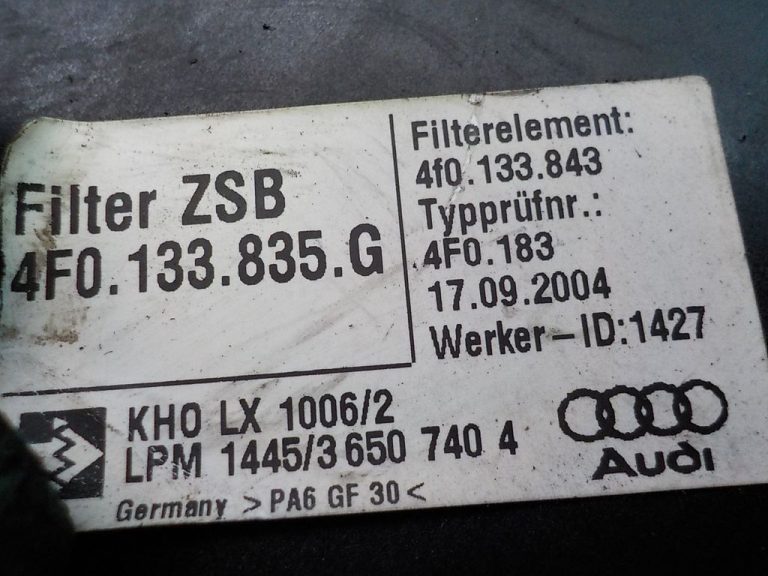 Filter ZSB
4F0.133.835.G
Filterelement:
4f0.133.843
Typprüfnr.:
4F0.183
17.09.2004
Werker-ID:1427
KHO LX 1006/2
LPM 1445/3 650 740 4
Germany >PA6 GF 30<
Audi